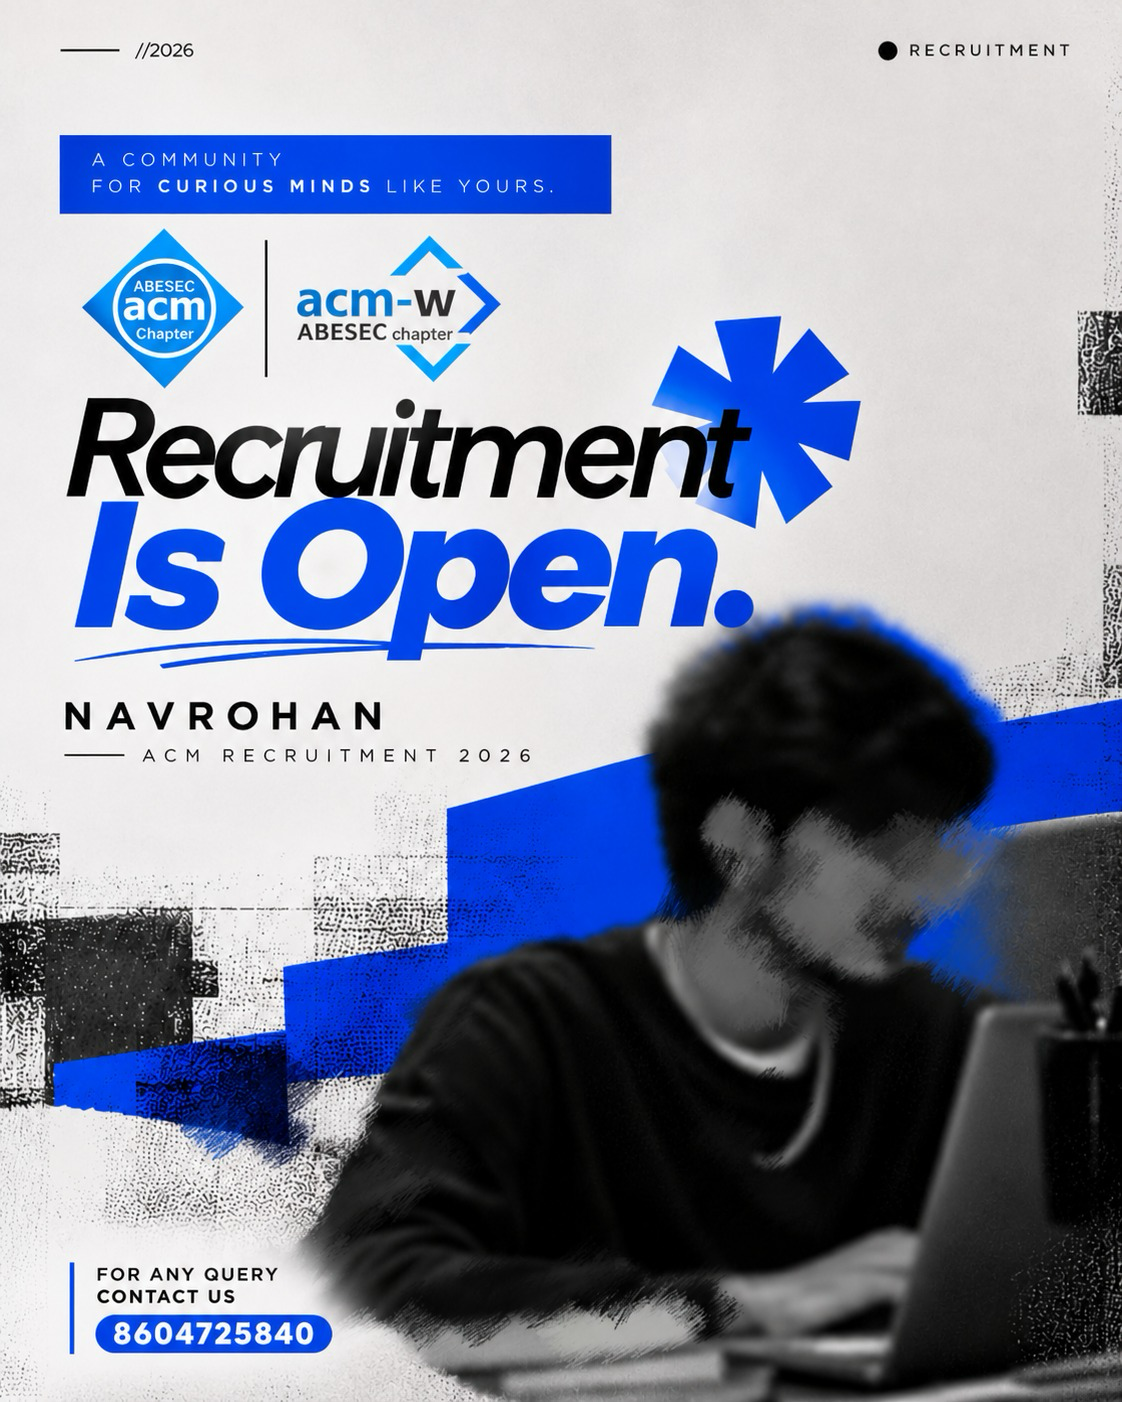 //2026
RECRUITMENT
A COMMUNITY
FOR CURIOUS MINDS LIKE YOURS.
ABESEC
acm
Chapter
acm-w
ABESEC chapter
Recruitment
Is Open.
NAVROHAN
ACM RECRUITMENT 2026
FOR ANY QUERY
CONTACT US
8604725840